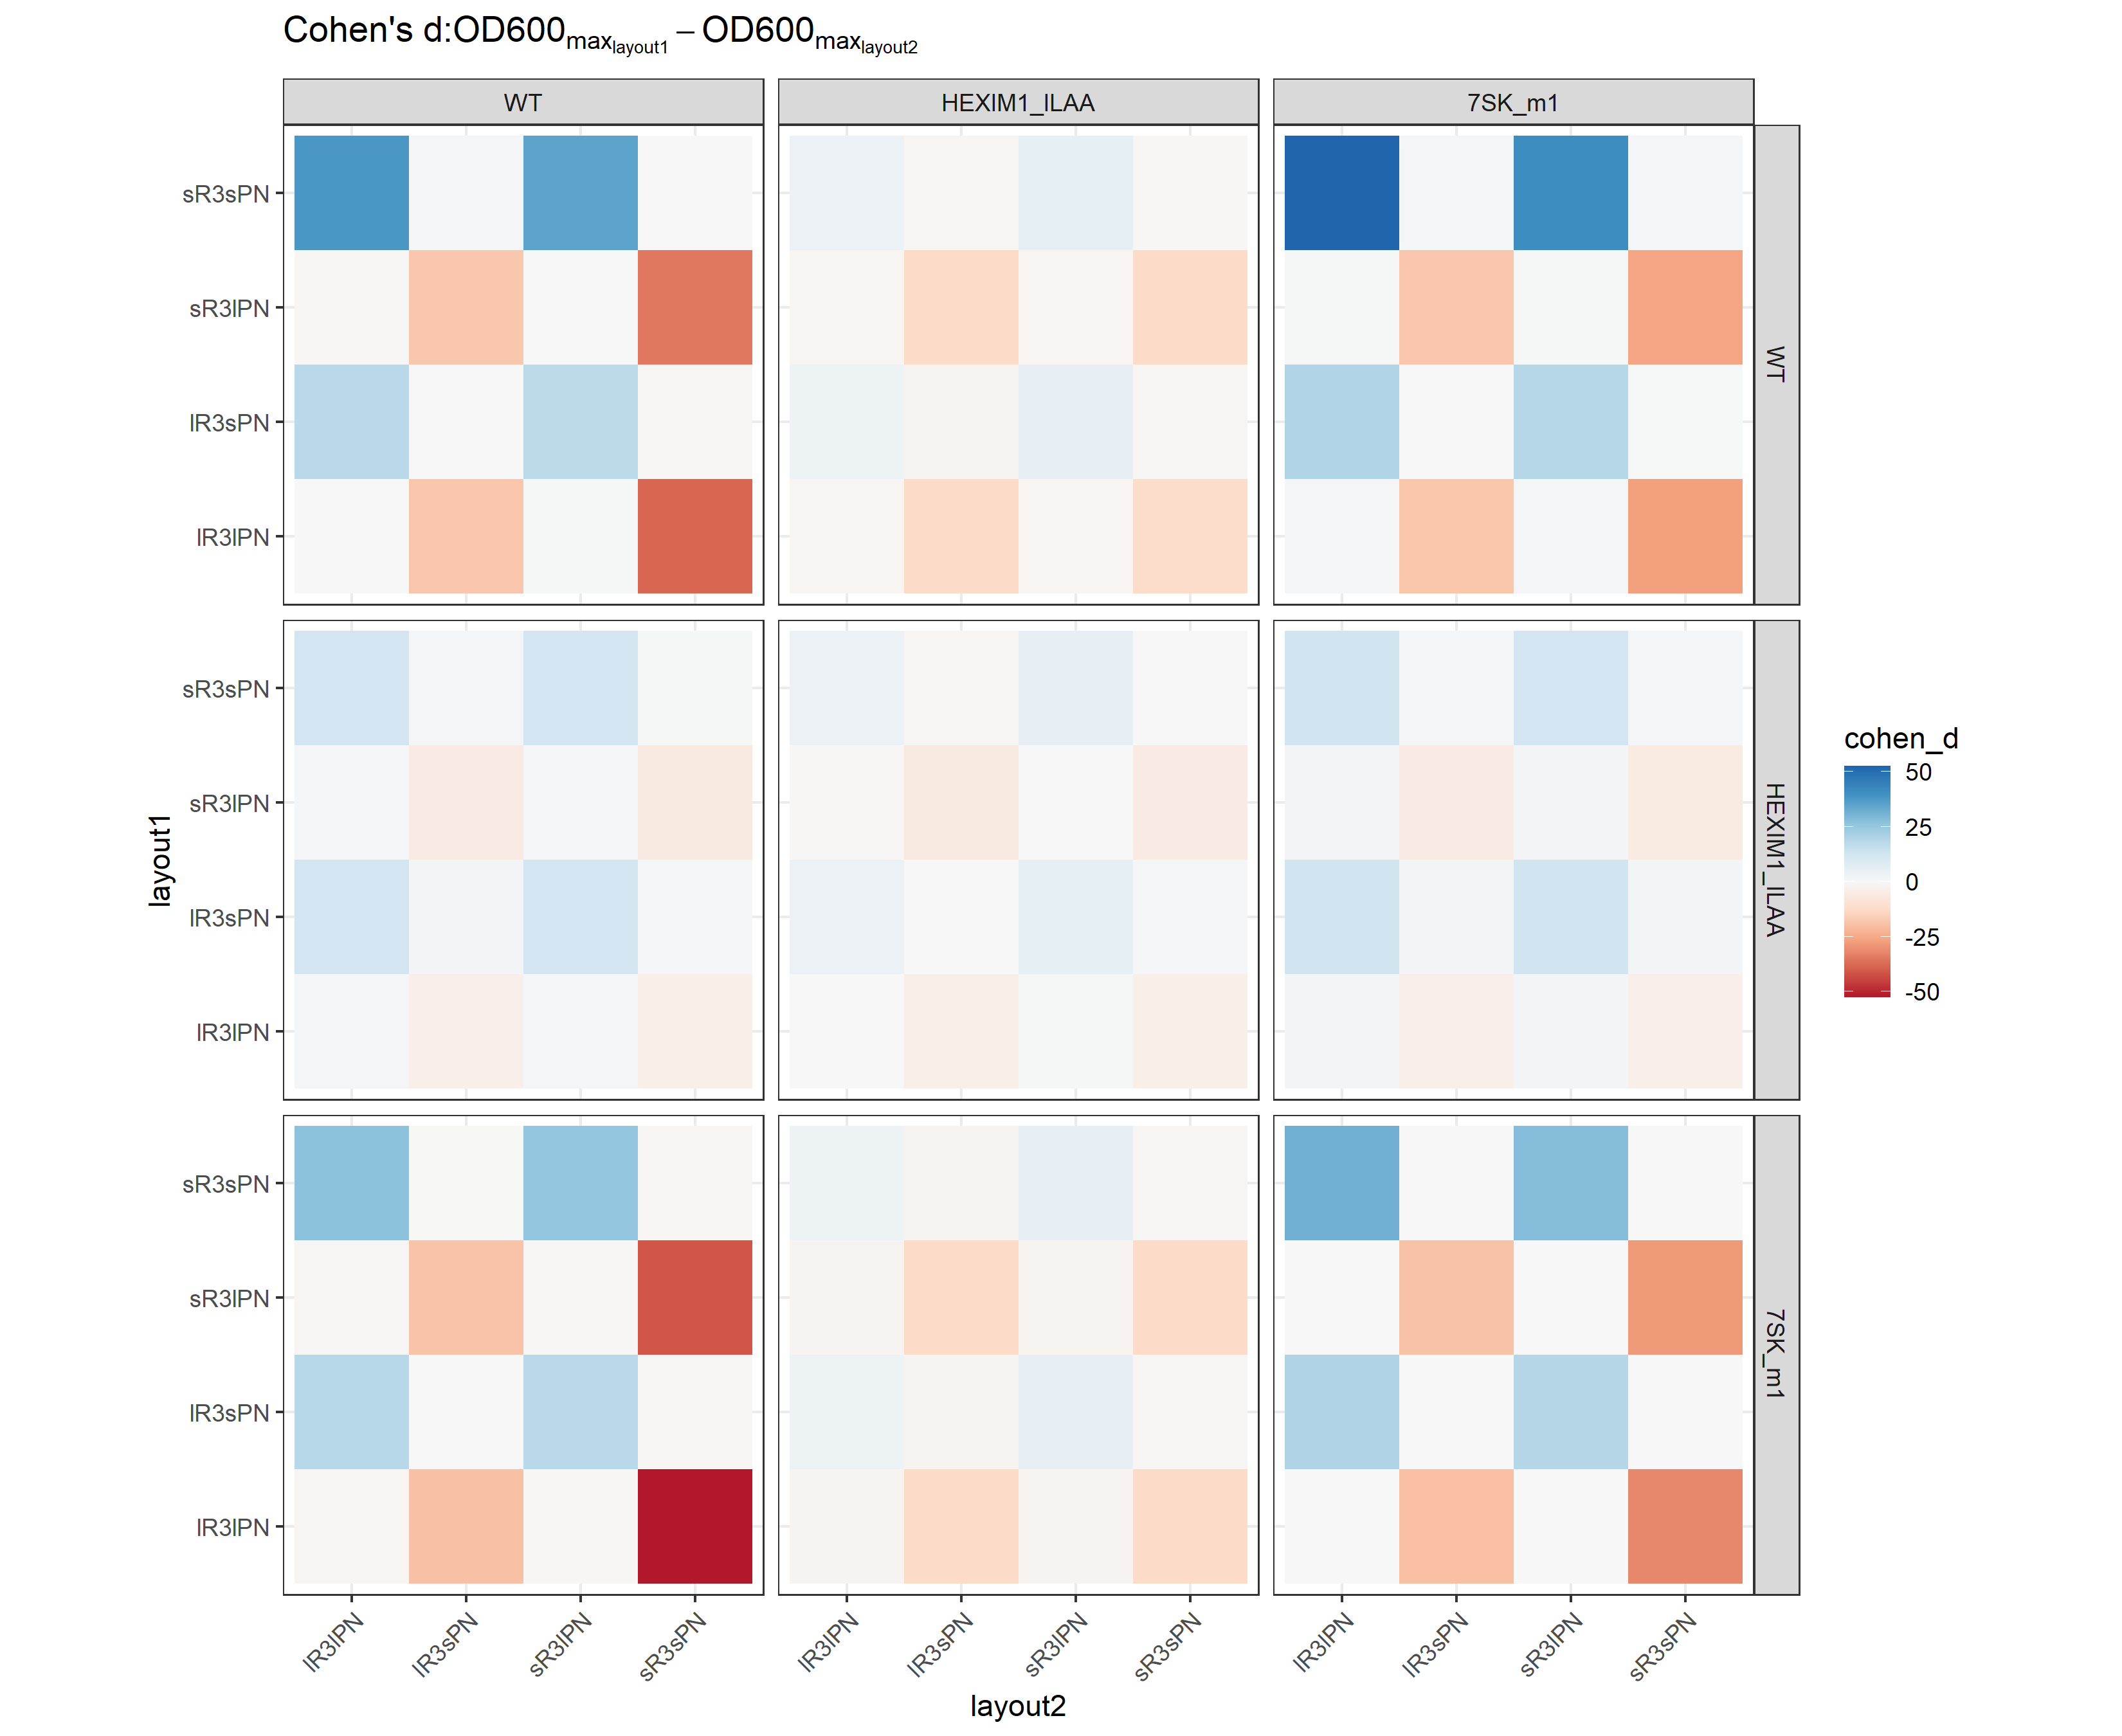 Cohen's d:OD600maxlayout1 – OD600maxlayout2
WT HEXIM1_ILAA 7SK_m1
sR3sPN
sR3lPN
lR3sPN
lR3lPN
WT
sR3sPN
sR3lPN
lR3sPN
lR3lPN
HEXIM1_ILAA
sR3sPN
sR3lPN
lR3sPN
lR3lPN
7SK_m1
layout1
lR3lPN lR3sPN sR3lPN sR3sPN lR3lPN lR3sPN sR3lPN sR3sPN lR3lPN lR3sPN sR3lPN sR3sPN
layout2
cohen_d
50
25
0
-25
-50